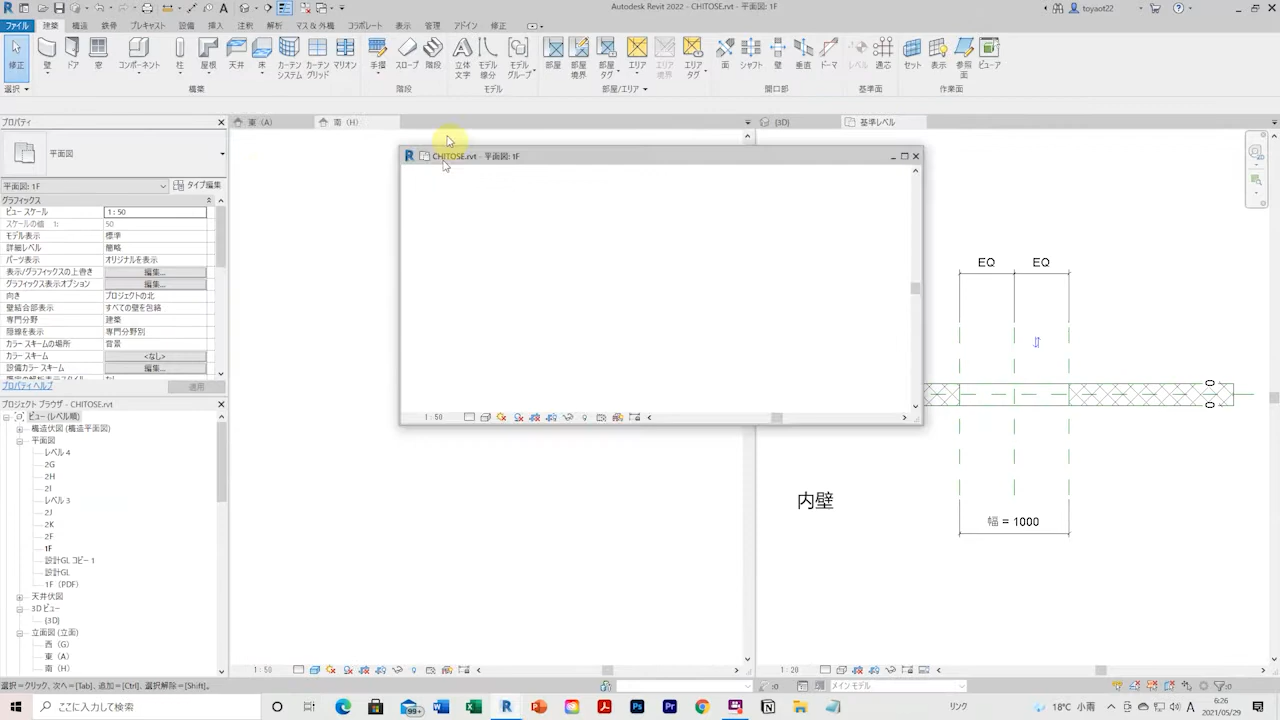 Autodesk Revit 2022 - CHITOSE.rvt - 平面図: 1F
toyaot22
ファイル 建築 構造 鉄骨 プレキャスト 設備 挿入 注釈 解析 マス & 外構 コラボレート 表示 管理 アドイン 修正
修正 壁 ドア 窓 コンポーネント 柱 屋根 天井 床 カーテン システム カーテン グリッド マリオン 手摺 スロープ 階段 立体 文字 モデル 線分 モデル グループ 部屋 部屋 境界 部屋 タグ エリア エリア 境界 エリア タグ 面 シャフト 壁 垂直 ドーマ レベル 通芯 セット 表示 参照 面 ビューア
選択 構築 階段 モデル 部屋/エリア 開口部 基準面 作業面
プロパティ
東 (A)
南 (H)
{3D}
基準レベル
平面図
CHITOSE.rvt - 平面図: 1F
平面図: 1F
タイプ編集
グラフィックス
ビュー スケール 1 : 50
スケールの値 1: 50
モデル表示 標準
詳細レベル 簡略
パーツ表示 オリジナルを表示
表示/グラフィックスの上書き 編集...
グラフィックス表示オプション 編集...
向き プロジェクトの北
壁結合部表示 すべての壁を包絡
専門分野 建築
隠線を表示 専門分野別
カラー スキームの場所 背景
カラー スキーム <なし>
設備カラー スキーム 編集...
プロパティ ヘルプ
適用
プロジェクト ブラウザ - CHITOSE.rvt
ビュー (レベル順)
構造伏図 (構造平面図)
平面図
レベル 4
2G
2H
2I
レベル 3
2J
2K
2F
1F
設計GL コピー 1
設計GL
1F (PDF)
天井伏図
3D ビュー
{3D}
立面図 (立面)
西 (G)
東 (A)
南 (H)
1 : 50
EQ EQ
内壁
幅 = 1000
1 : 50
1 : 20
選択=クリック、次へ=[Tab]、追加=[Ctrl]、選択解除=[Shift]。
:0
メイン モデル
:0
ここに入力して検索
99+
リンク
18°C 小雨
A
6:26
2021/05/29